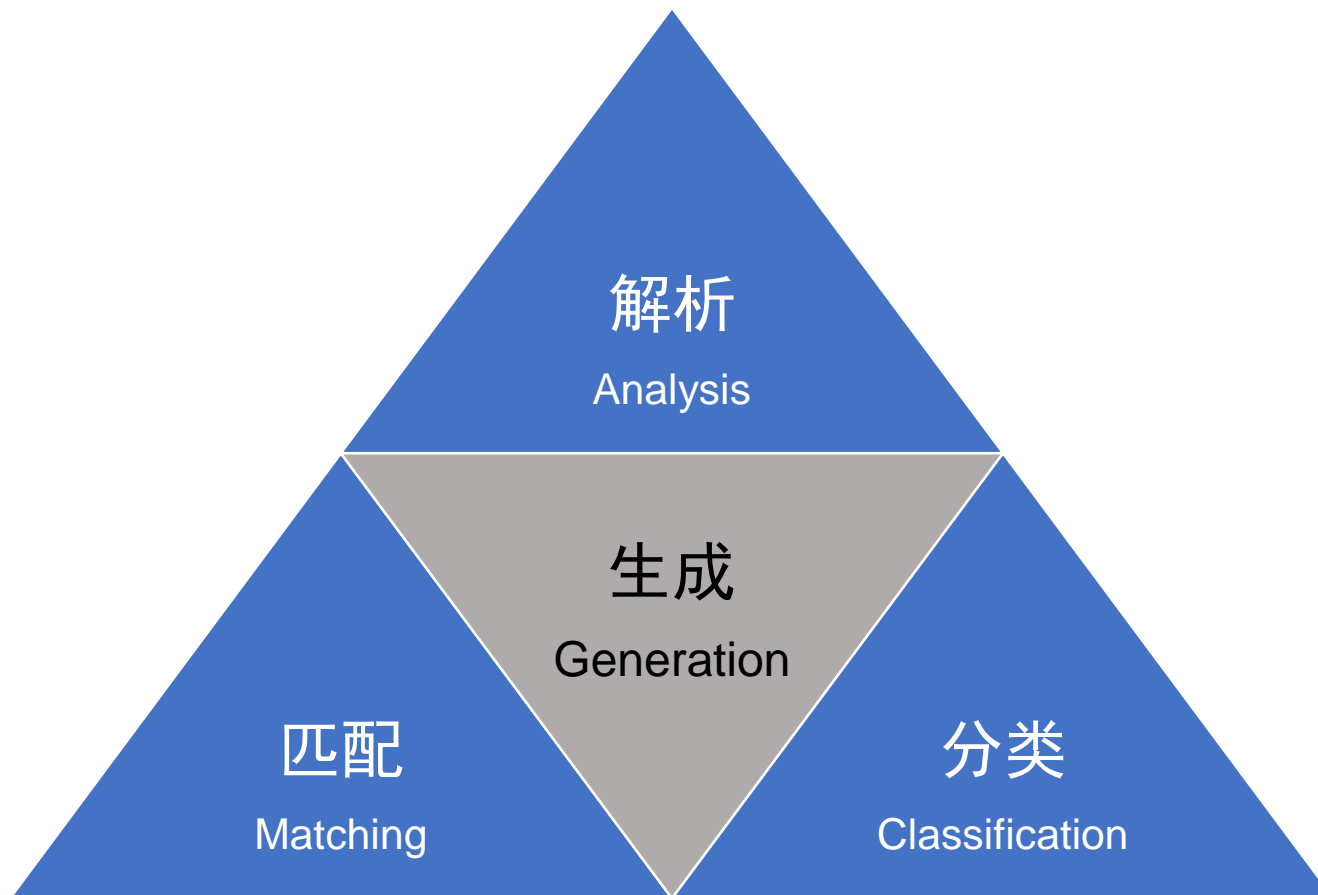 解析
Analysis
生成
Generation
匹配
Matching
分类
Classification